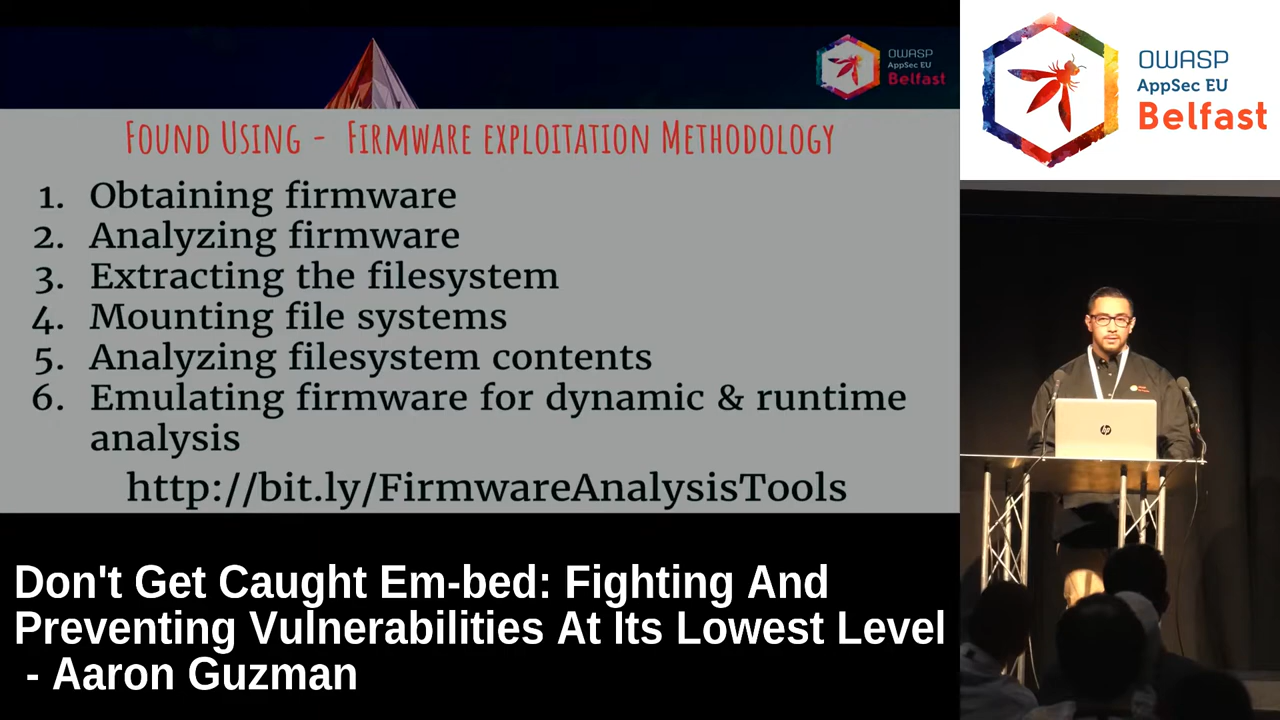 OWASP
AppSec EU
Belfast
OWASP
AppSec EU
Belfast
Found Using - Firmware exploitation Methodology
1. Obtaining firmware
2. Analyzing firmware
3. Extracting the filesystem
4. Mounting file systems
5. Analyzing filesystem contents
6. Emulating firmware for dynamic & runtime
analysis
http://bit.ly/FirmwareAnalysisTools
hp
Don't Get Caught Em-bed: Fighting And
Preventing Vulnerabilities At Its Lowest Level
- Aaron Guzman